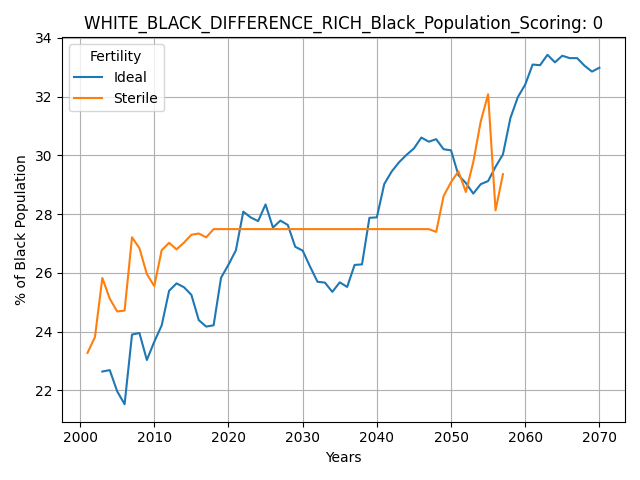 WHITE_BLACK_DIFFERENCE_RICH_Black_Population_Scoring: 0
Fertility
Ideal
Sterile
% of Black Population
34
32
30
28
26
24
22
2000 2010 2020 2030 2040 2050 2060 2070
Years